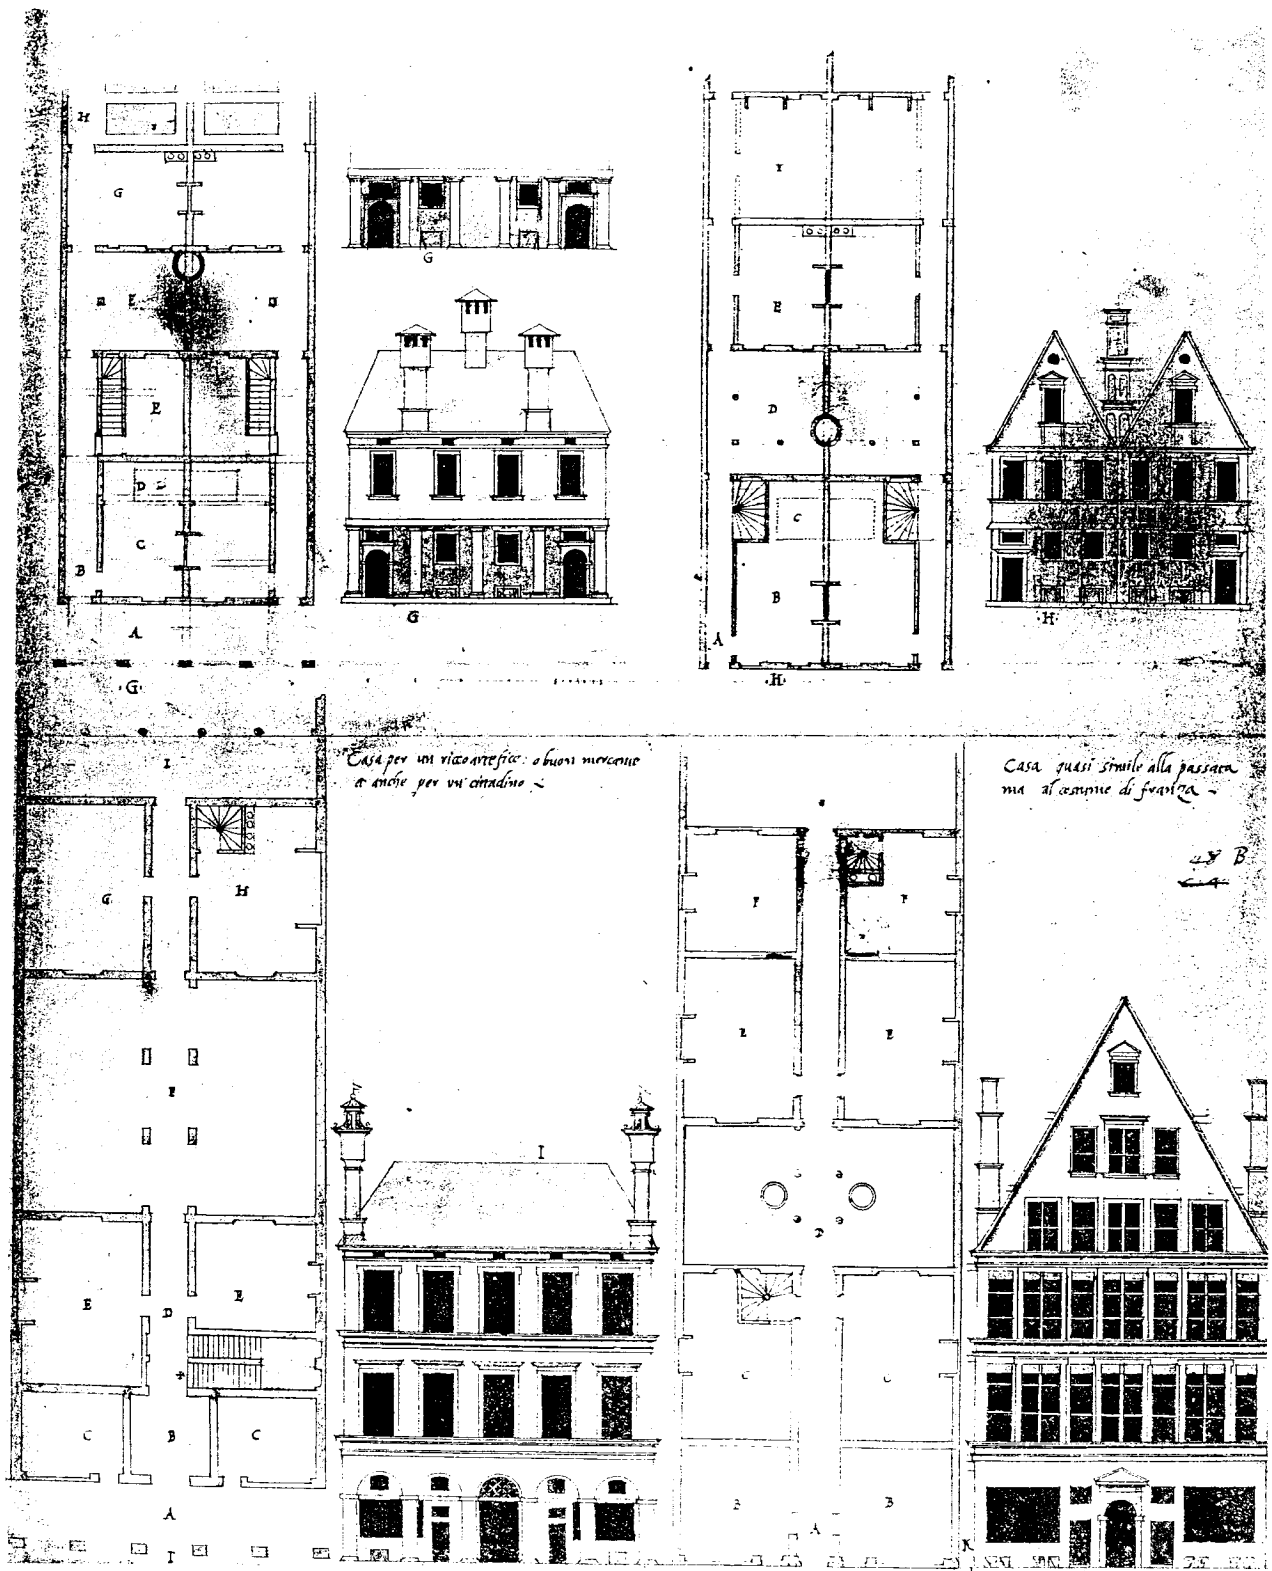 H
G
E
E
D
C
B
A
·G·
G
G
Y
E
D
C
B
A
·H·
·H·
Casa per un ricco artefice: o buon mercante
et anche per un cittadino
Casa quasi simile alla passata
ma al costume di franza
48 B
I
G
H
F
E
D
E
C
B
C
A
I
I
F
F
E
E
D
C
C
B
B
A
K